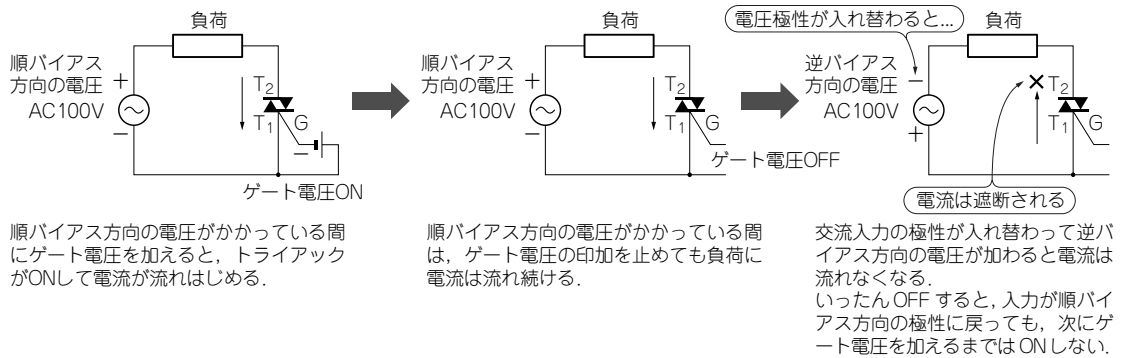 負荷
順バイアス
方向の電圧
AC100V
+
−
T2
T1
G
−
ゲート電圧ON
順バイアス方向の電圧がかかっている間
にゲート電圧を加えると，トライアック
がONして電流が流れはじめる．
負荷
順バイアス
方向の電圧
AC100V
+
−
T2
T1
G
ゲート電圧OFF
順バイアス方向の電圧がかかっている間
は，ゲート電圧の印加を止めても負荷に
電流は流れ続ける．
電圧極性が入れ替わると...
負荷
逆バイアス
方向の電圧
AC100V
−
+
×
T2
T1
G
電流は遮断される
交流入力の極性が入れ替わって逆バ
イアス方向の電圧が加わると電流は
流れなくなる．
いったんOFFすると，入力が順バイ
アス方向の極性に戻っても，次にゲ
ート電圧を加えるまではONしない．